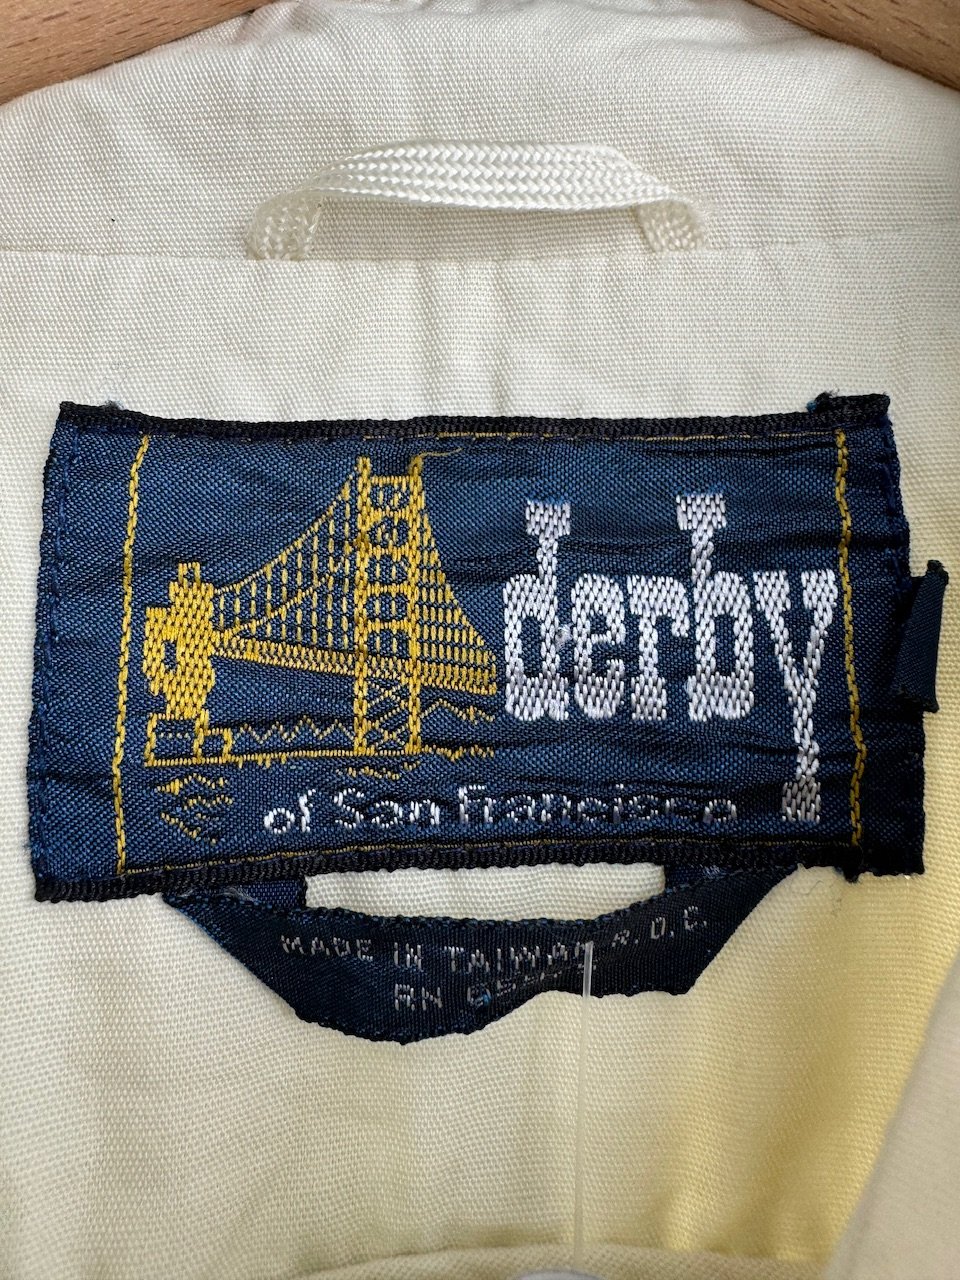 derby
of San Francisco
MADE IN TAIWAN R.O.C.
RN